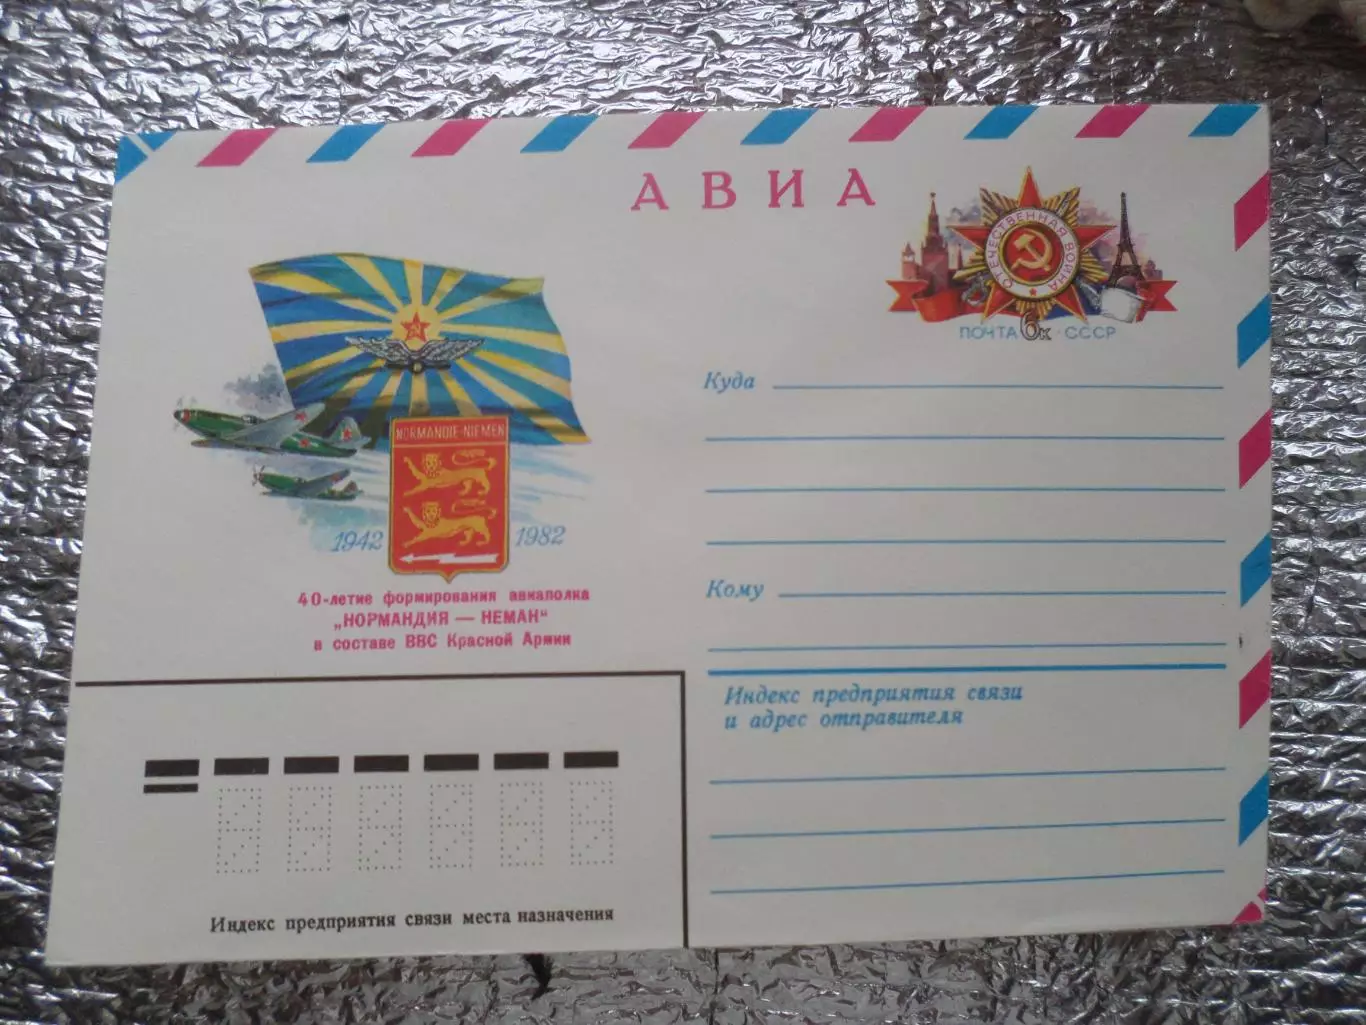 АВИА
ОТЕЧЕСТВЕННАЯ ВОЙНА
ПОЧТА 6к СССР
NORMANDIE-NIEMEN
1942 1982
40-летие формирования авиаполка
„НОРМАНДИЯ — НЕМАН“
в составе ВВС Красной Армии
Куда
Кому
Индекс предприятия связи
и адрес отправителя
Индекс предприятия связи места назначения